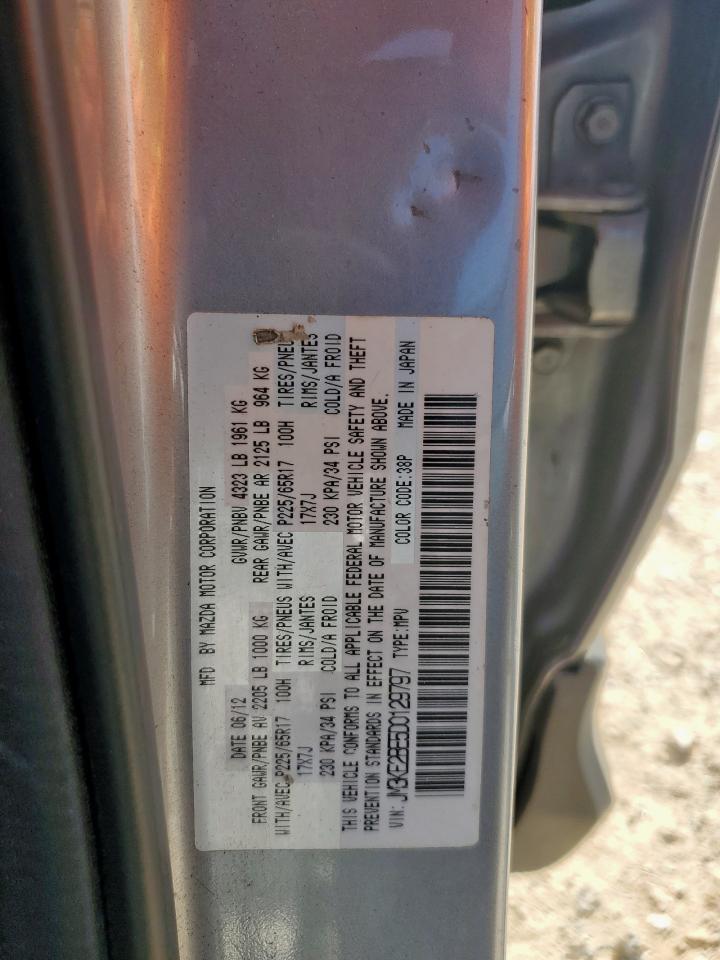 MFD BY MAZDA MOTOR CORPORATION
DATE 06/12 GVWR/PNBV 4323 LB 1961 KG
FRONT GAWR/PNBE AV 2205 LB 1000 KG REAR GAWR/PNBE AR 2125 LB 964 KG
WITH/AVEC P225/65R17 100H TIRES/PNEUS WITH/AVEC P225/65R17 100H TIRES/PNEU
17X7J RIMS/JANTES 17X7J RIMS/JANTES
230 KPA/34 PSI COLD/A FROID 230 KPA/34 PSI COLD/A FROID
THIS VEHICLE CONFORMS TO ALL APPLICABLE FEDERAL MOTOR VEHICLE SAFETY AND THEFT
PREVENTION STANDARDS IN EFFECT ON THE DATE OF MANUFACTURE SHOWN ABOVE.
VIN: JM3KE2BE5D0129797 TYPE:MPV COLOR CODE:38P MADE IN JAPAN